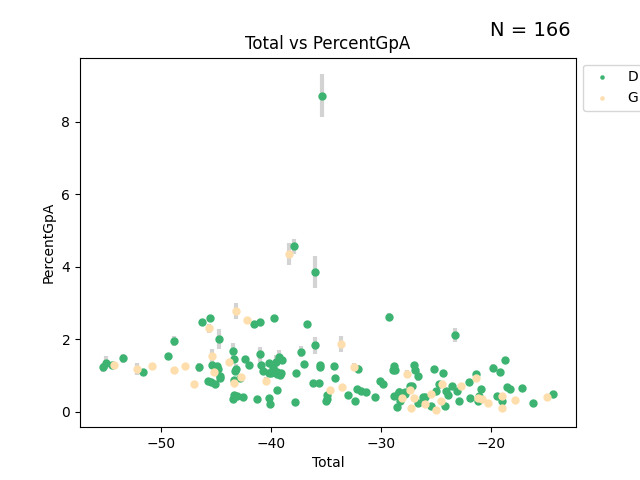 N = 166
Total vs PercentGpA
D
G
PercentGpA
8
6
4
2
0
−50
−40
−30
−20
Total